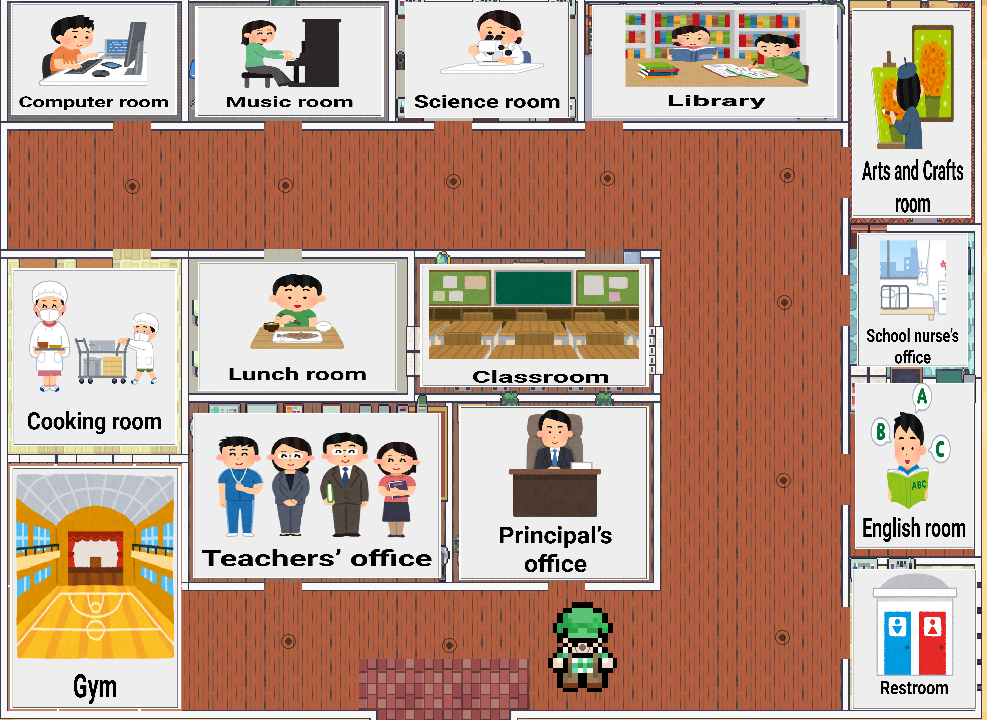 Computer room
Music room
Science room
Library
Arts and Crafts
room
Cooking room
Lunch room
Classroom
School nurse's
office
Teachers' office
Principal's
office
A
B
C
ABC
English room
Gym
Restroom